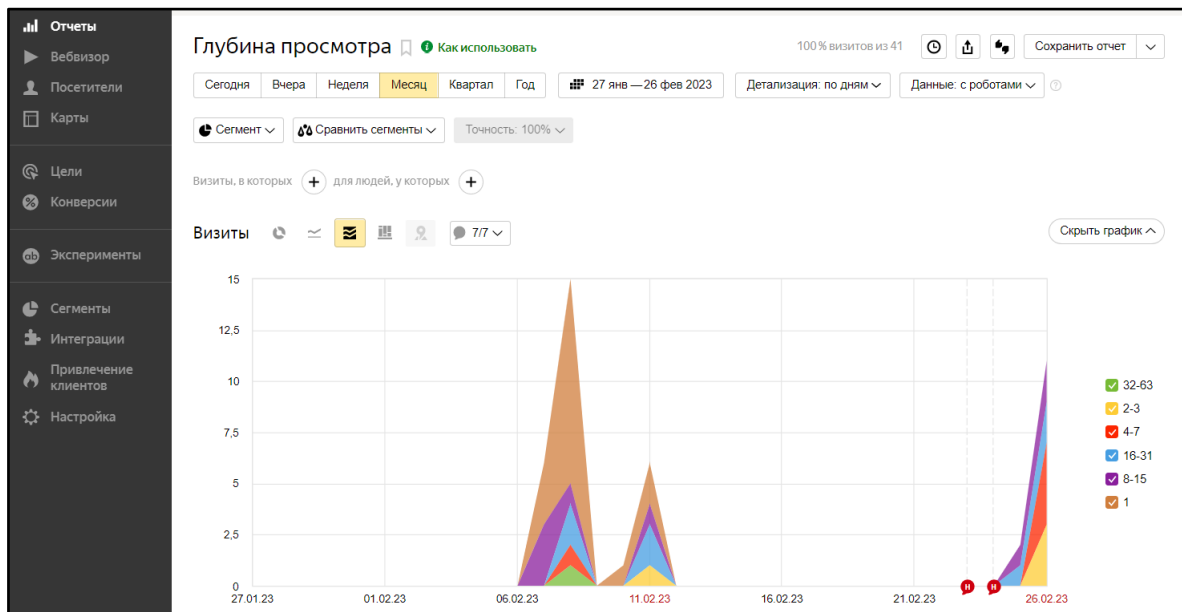 Отчеты
Вебвизор
Посетители
Карты
Цели
Конверсии
ab Эксперименты
Сегменты
Интеграции
Привлечение
клиентов
Настройка
Глубина просмотра
Как использовать
100 % визитов из 41
Сохранить отчет
Сегодня Вчера Неделя Месяц Квартал Год
27 янв — 26 фев 2023
Детализация: по дням
Данные: с роботами
Сегмент
Сравнить сегменты
Точность: 100%
Визиты, в которых + для людей, у которых +
Визиты
7/7
Скрыть график
15
12,5
10
7,5
5
2,5
0
27.01.23 01.02.23 06.02.23 11.02.23 16.02.23 21.02.23 26.02.23
Н Н
32-63
2-3
4-7
16-31
8-15
1